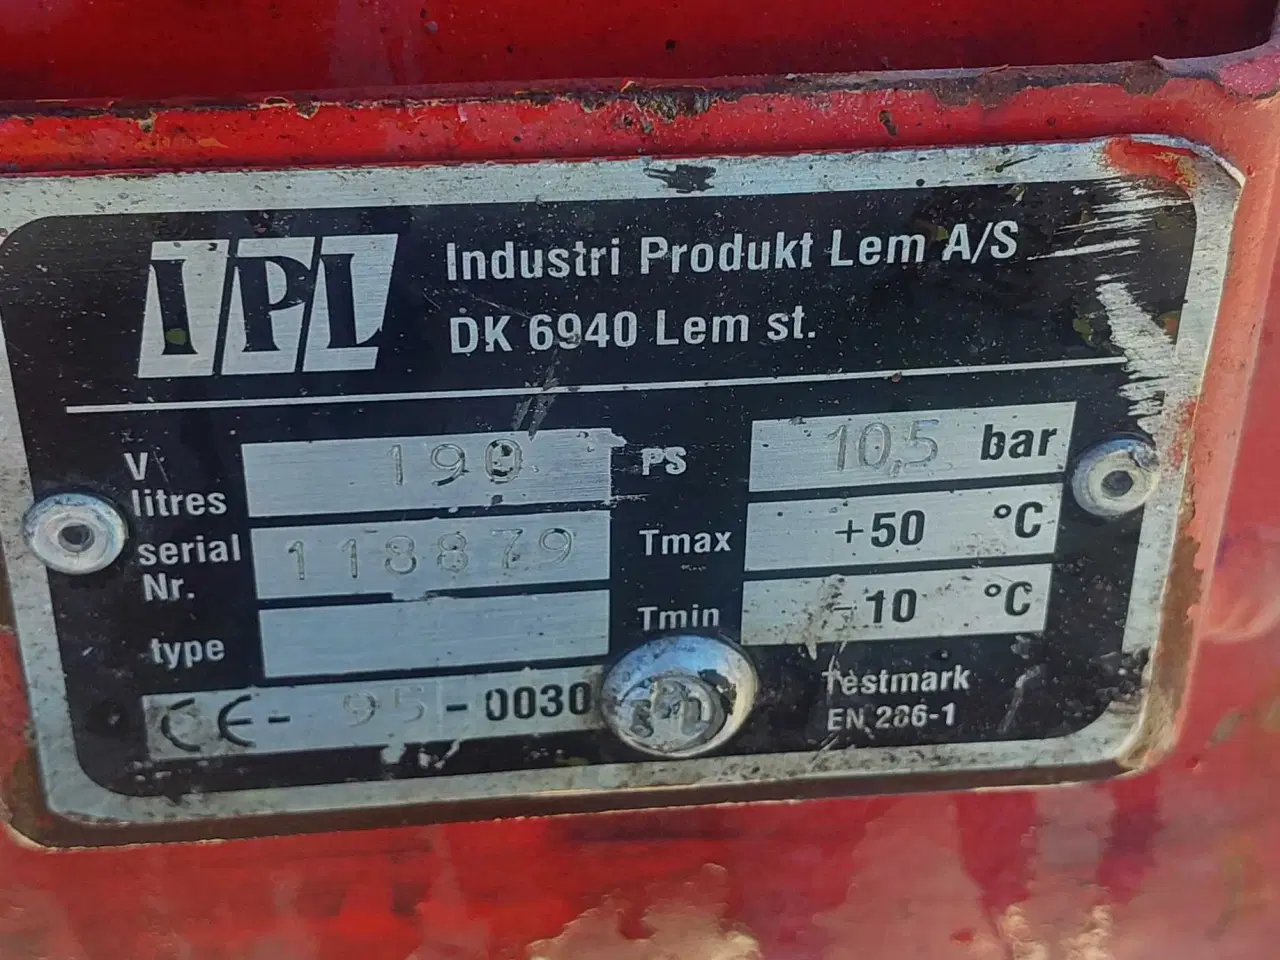 IPL
Industri Produkt Lem A/S
DK 6940 Lem st.
V litres 190
PS 10,5 bar
serial Nr. 118879
Tmax +50 °C
type
Tmin -10 °C
CE - 95 - 0030
Testmark
EN 286-1